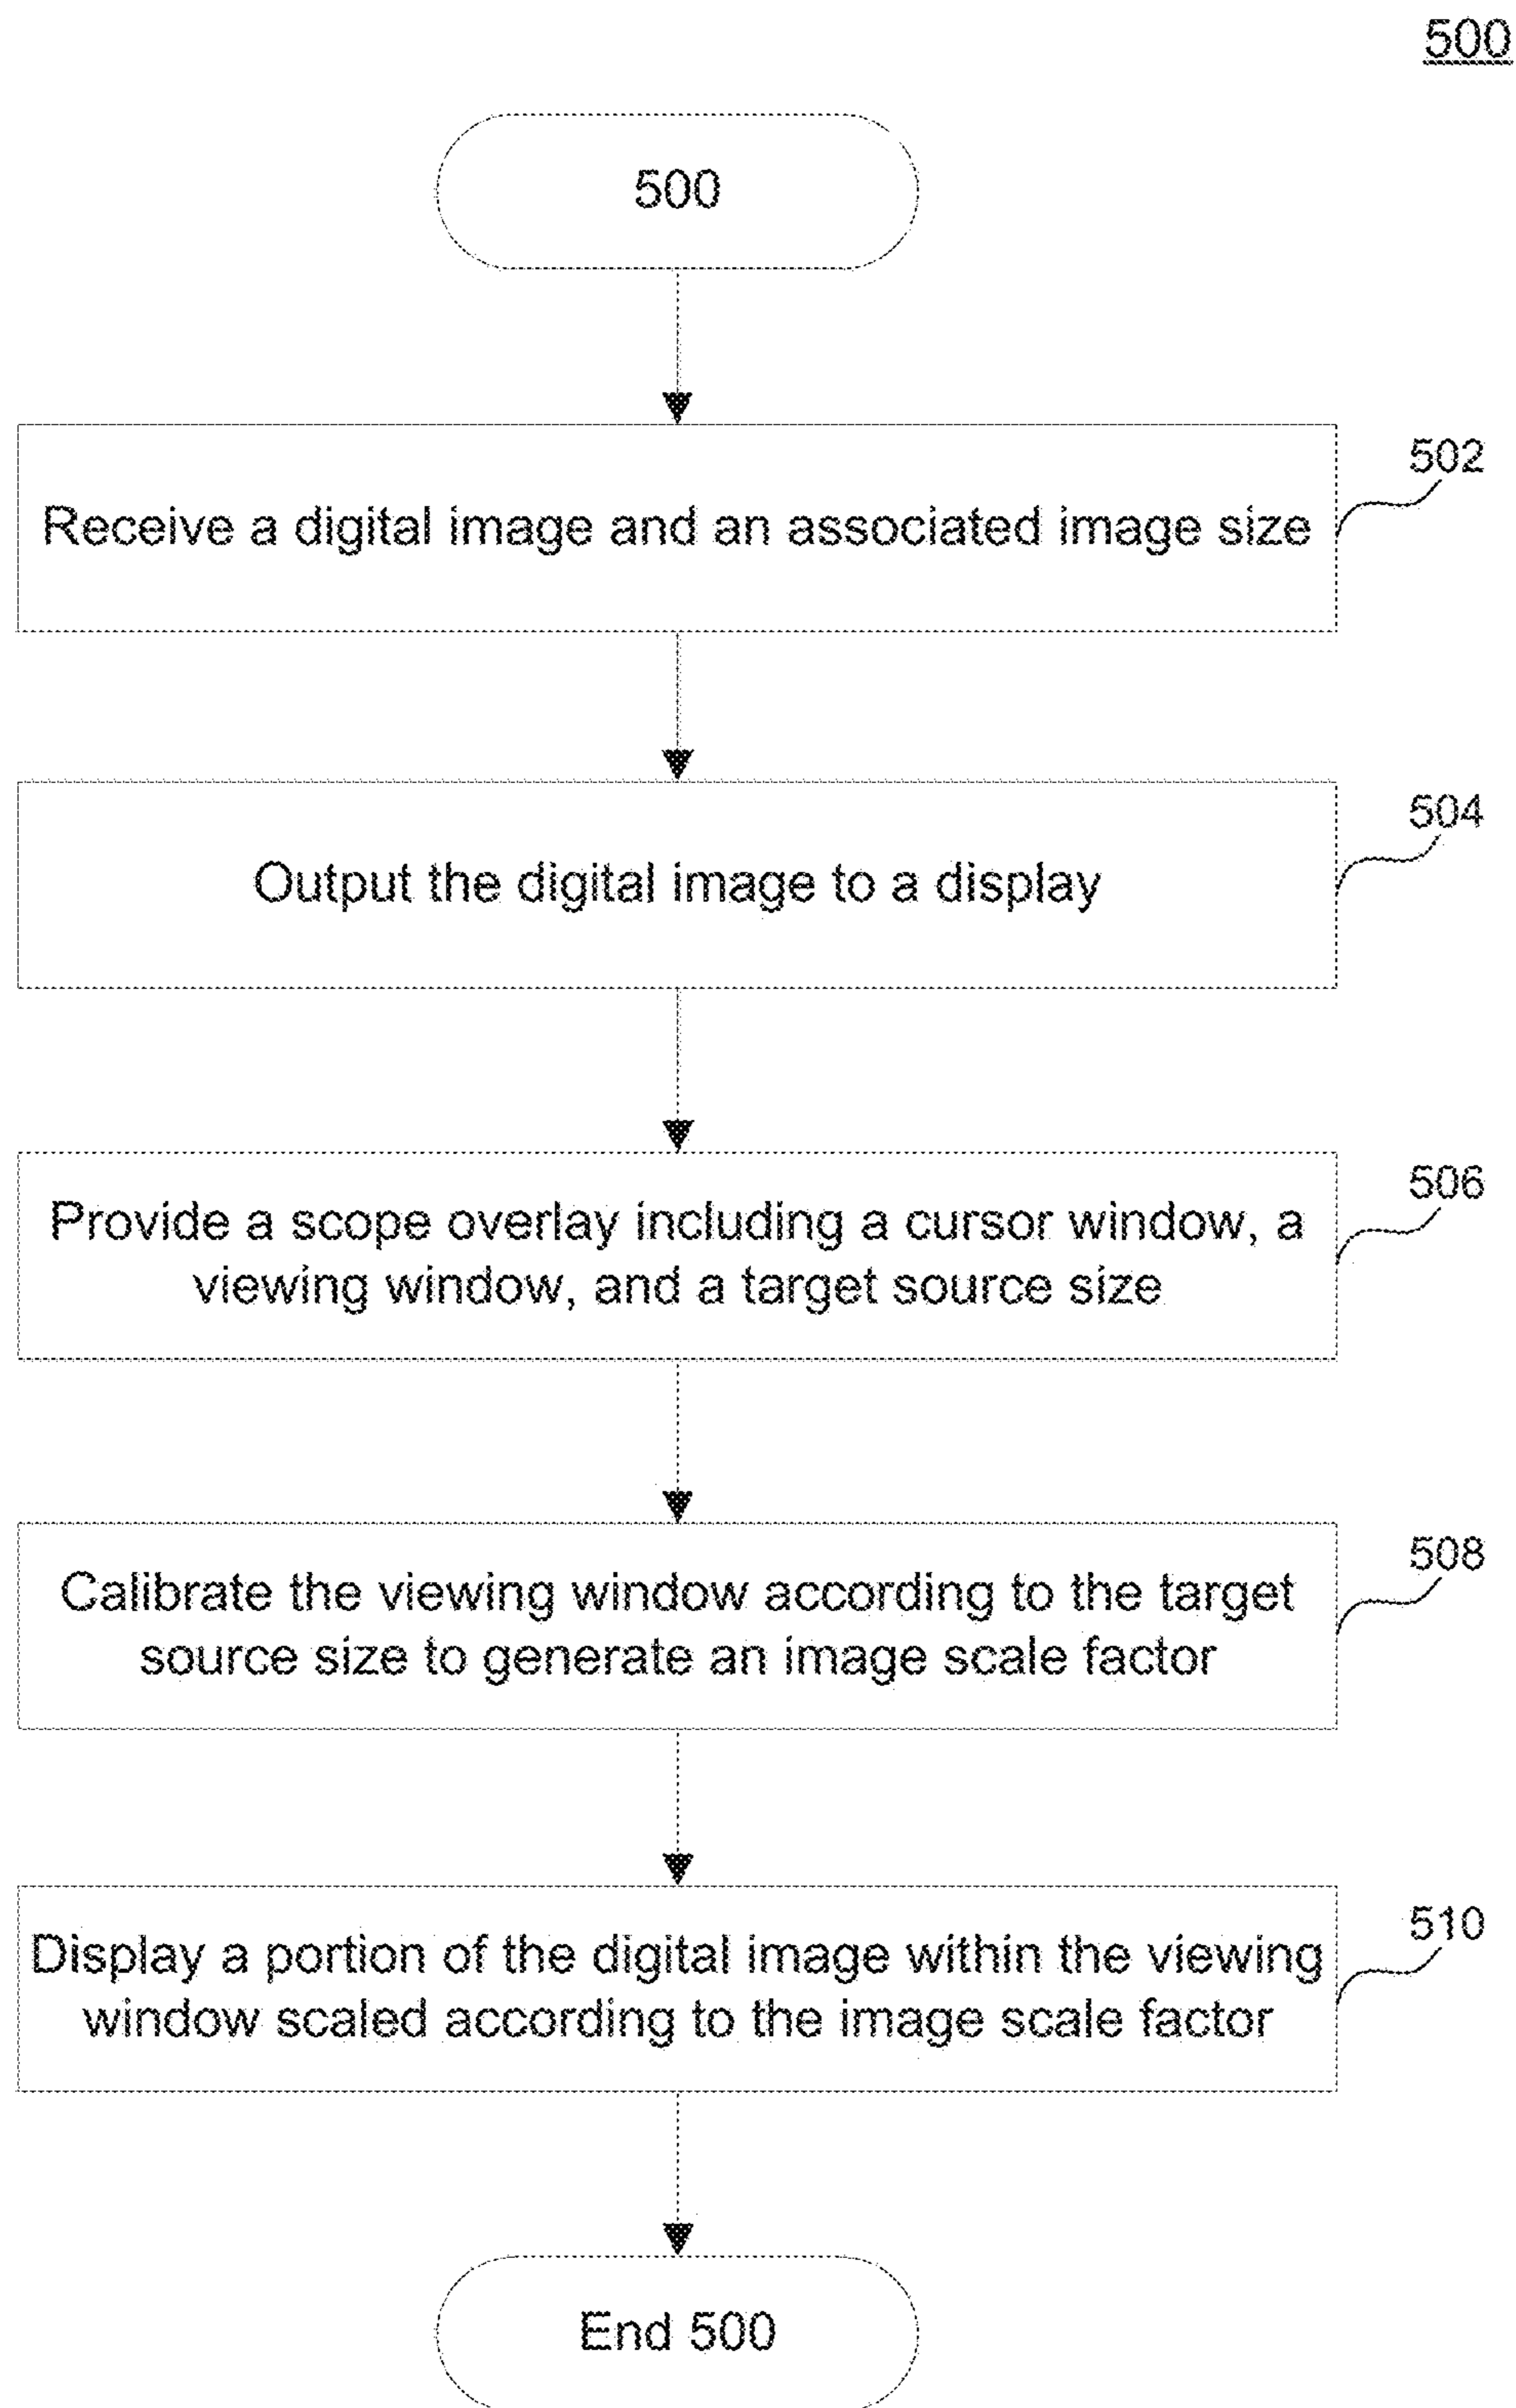 500
500
502
Receive a digital image and an associated image size
504
Output the digital image to a display
506
Provide a scope overlay including a cursor window, a
viewing window, and a target source size
508
Calibrate the viewing window according to the target
source size to generate an image scale factor
510
Display a portion of the digital image within the viewing
window scaled according to the image scale factor
End 500